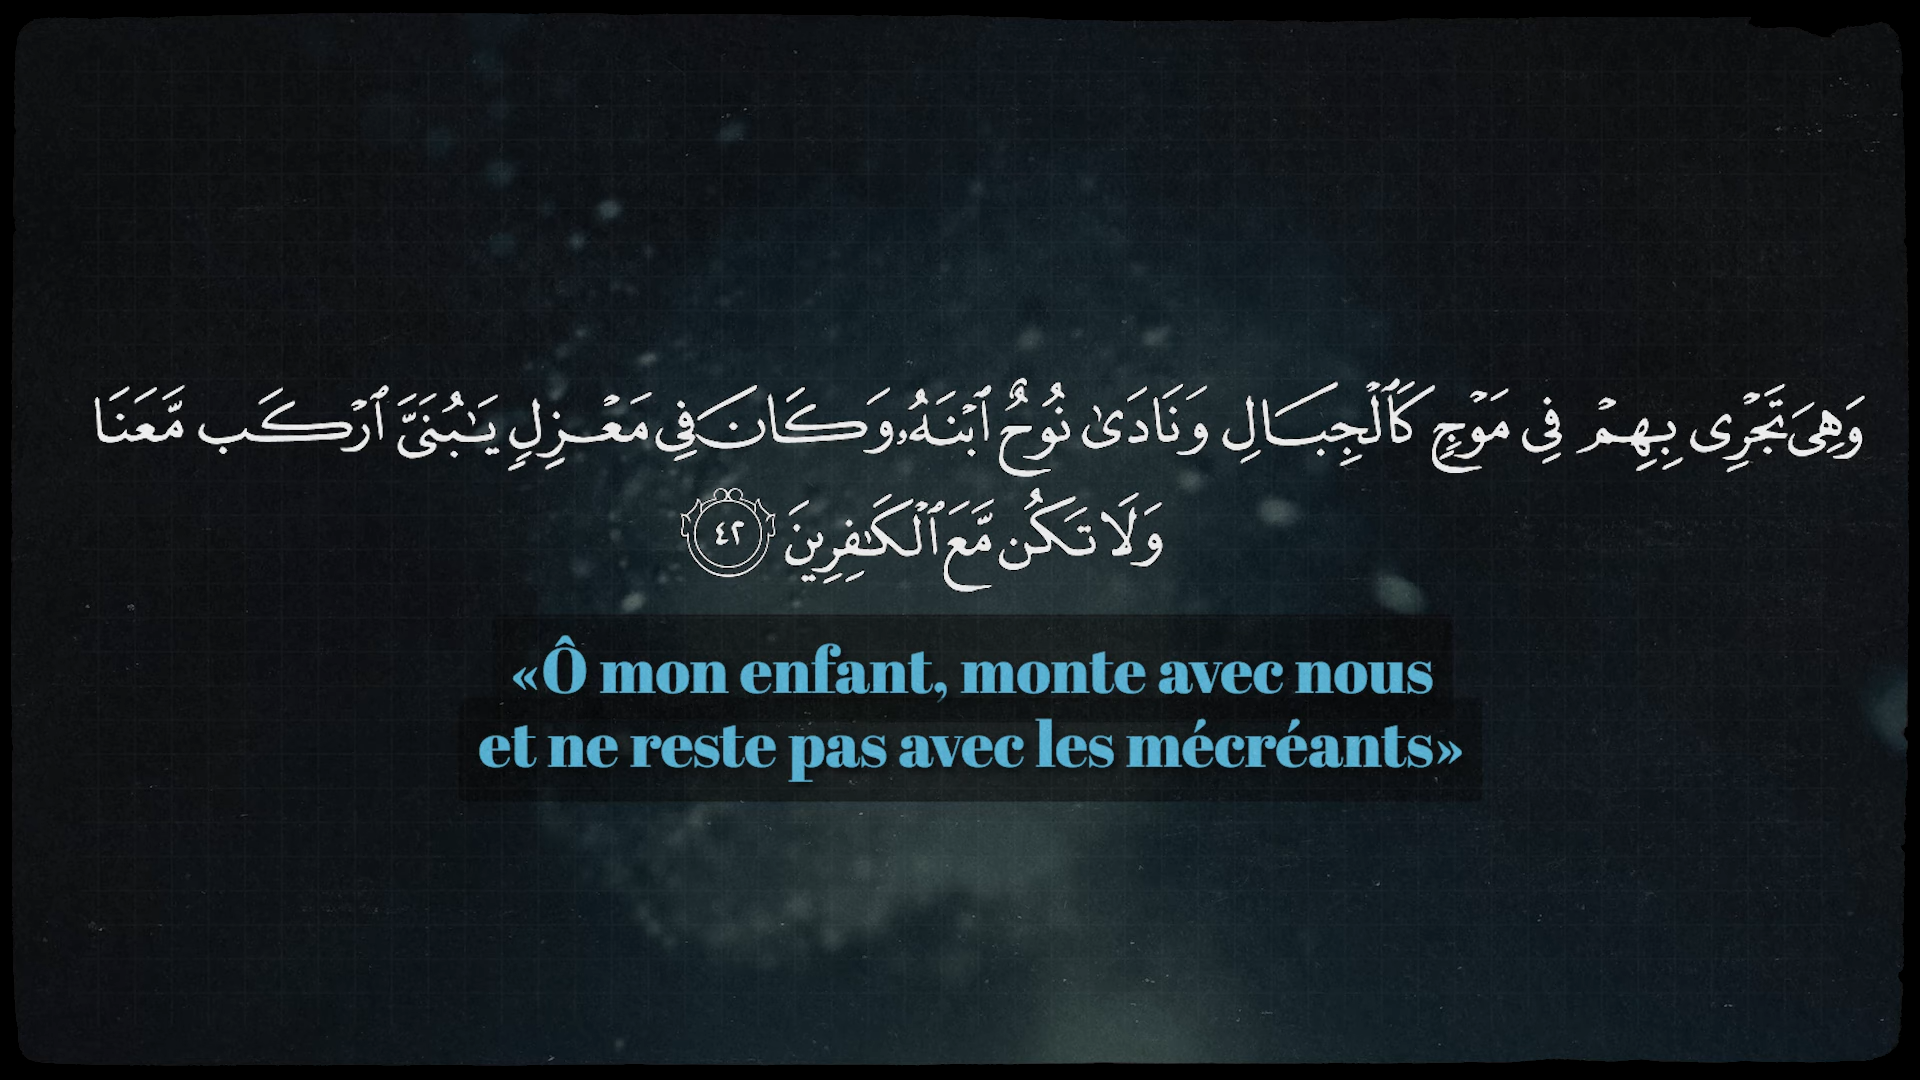 وَهِىَ تَجْرِى بِهِمْ فِى مَوْجٍ كَٱلْجِبَالِ وَنَادَىٰ نُوحٌ ٱبْنَهُۥ وَكَانَ فِى مَعْزِلٍ يَـٰبُنَىَّ ٱرْكَب مَّعَنَا
وَلَا تَكُن مَّعَ ٱلْكَـٰفِرِينَ ٤٢
«Ô mon enfant, monte avec nous
et ne reste pas avec les mécréants»